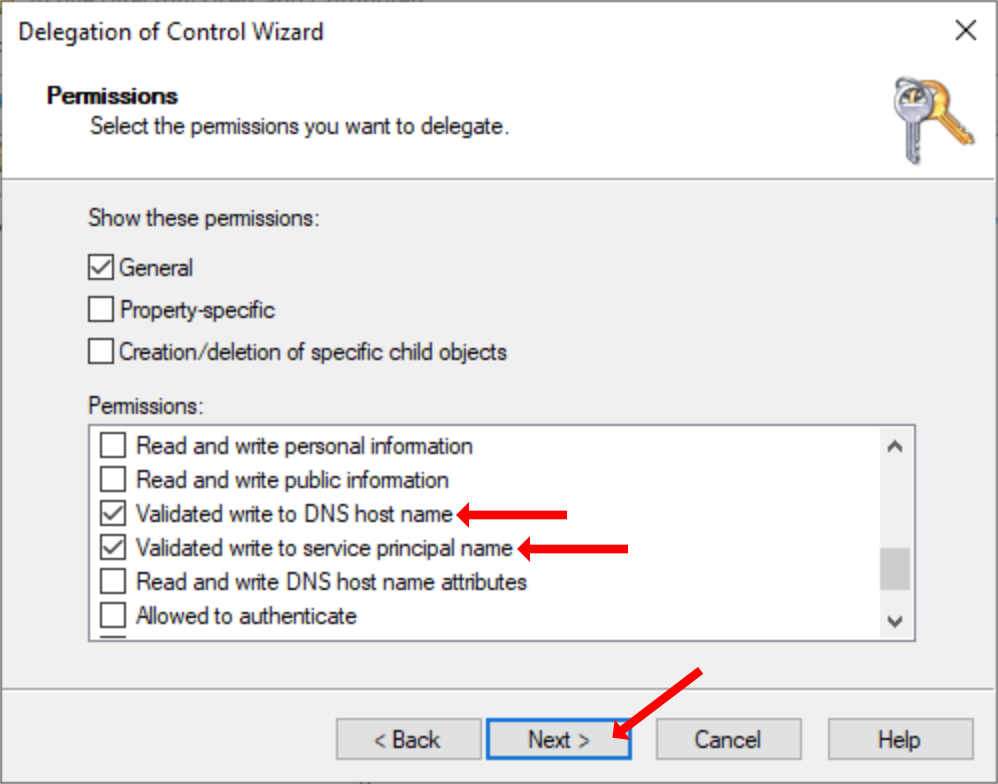 Delegation of Control Wizard
Permissions
Select the permissions you want to delegate.
Show these permissions:
General
Property-specific
Creation/deletion of specific child objects
Permissions:
Read and write personal information
Read and write public information
Validated write to DNS host name
Validated write to service principal name
Read and write DNS host name attributes
Allowed to authenticate
< Back Next > Cancel Help